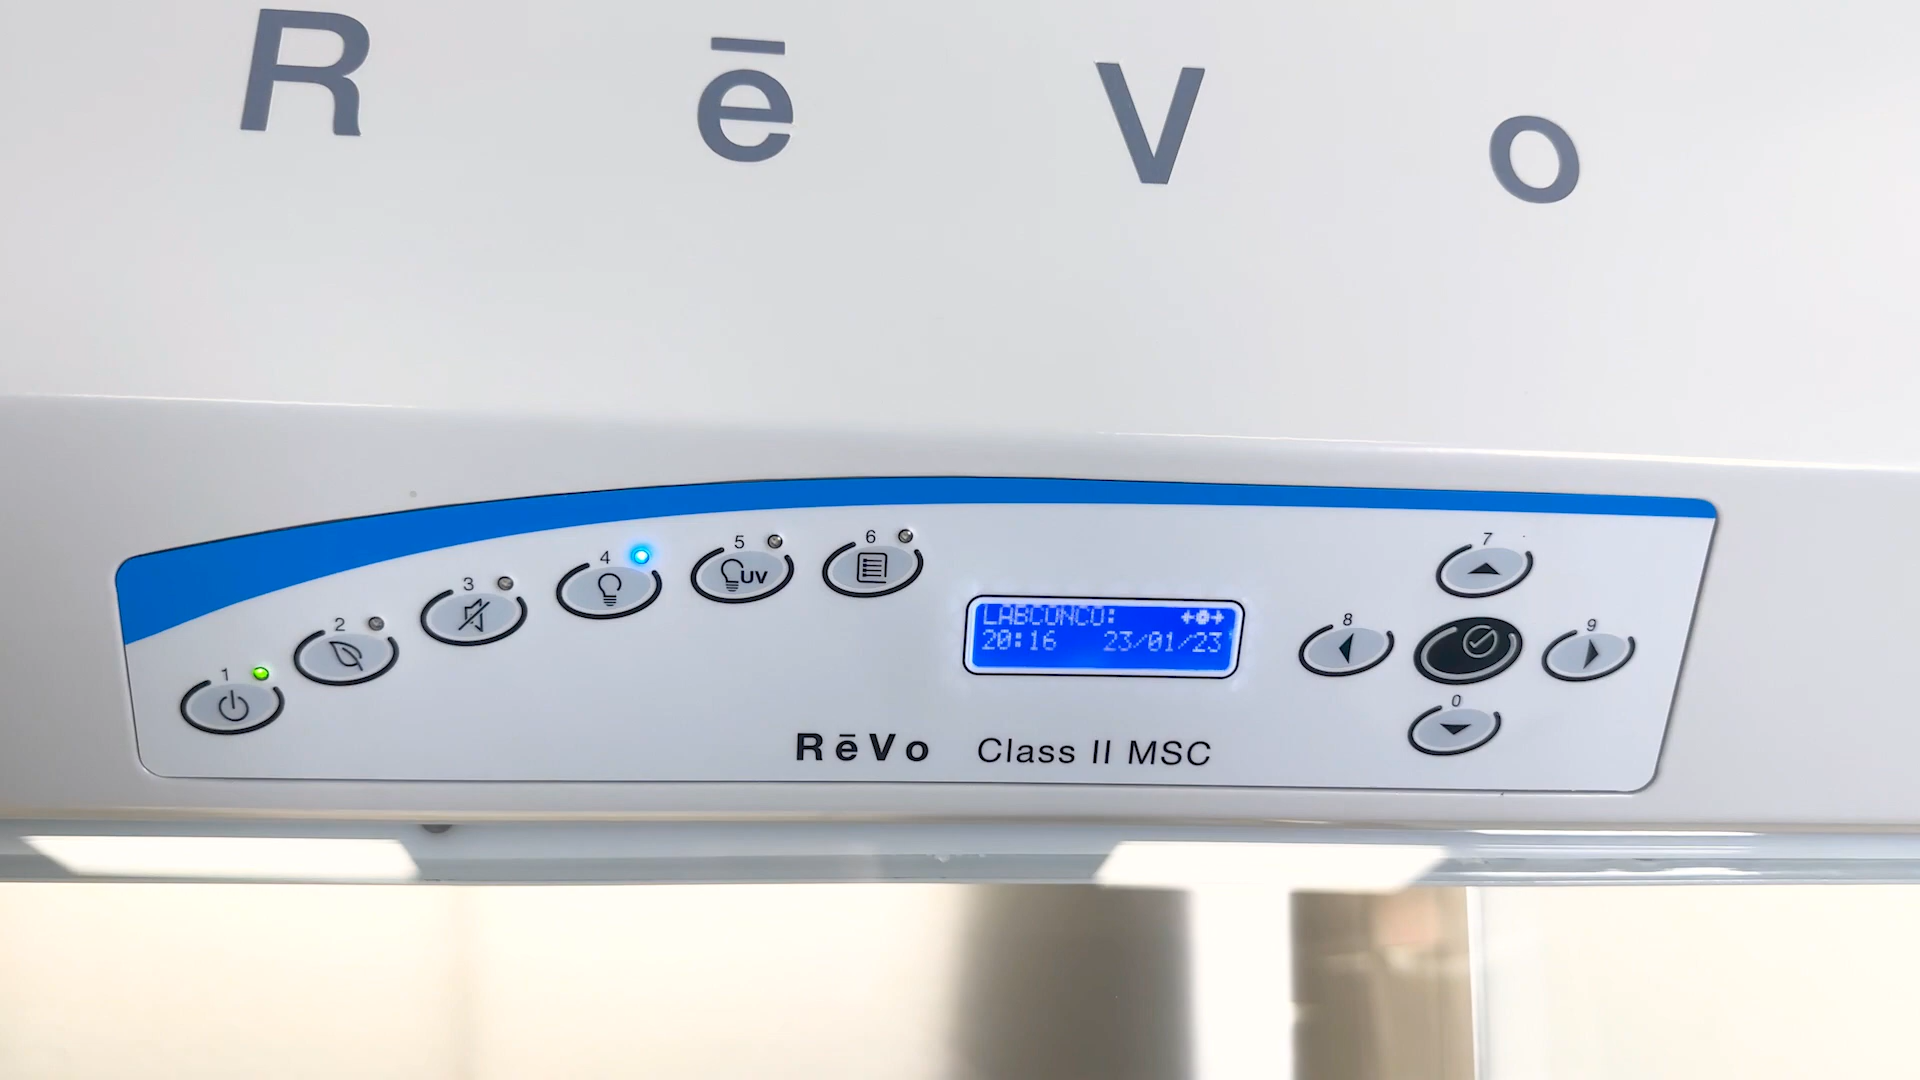 Rēvo
1
2
3
4
5
UV
6
LABCONCO:
20:16 23/01/23
7
8
9
0
RēVo Class II MSC